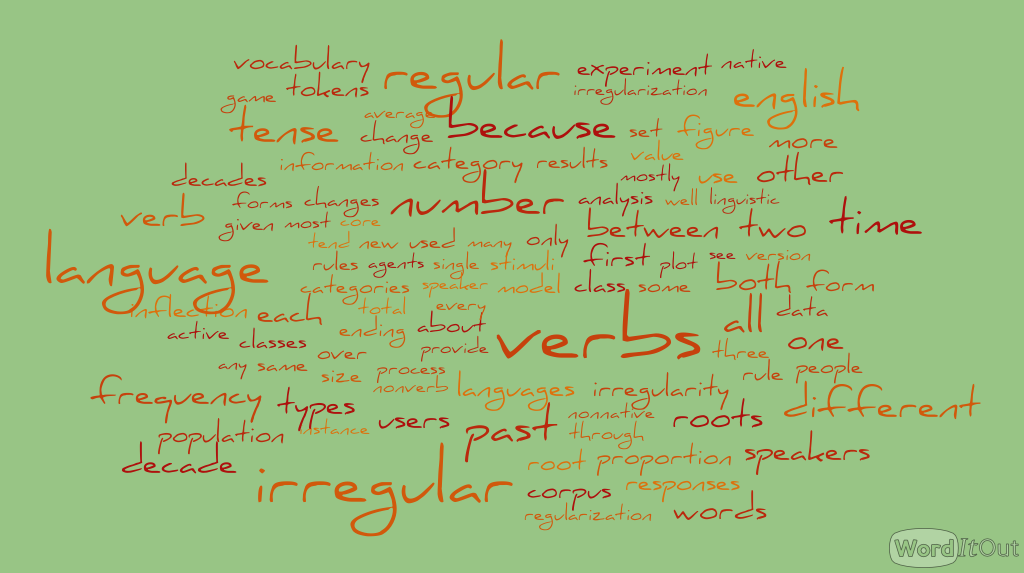 vocabulary regular experiment native
game tokens irregularization english
average
tense change because set figure more
information category results value
decades mostly use other
forms changes number analysis well linguistic
verb given most core between two time
tend new used many only
language rules agents single stimuli first plot see version
categories speaker model class some both form
inflection each total every all data
active classes ending about verbs three one
over provide
any same size process rule people
nonverb languages irregularity
frequency types users past nonnative roots different
population instance through
decade root proportion speakers
irregular corpus responses
regularization words
WordItOut